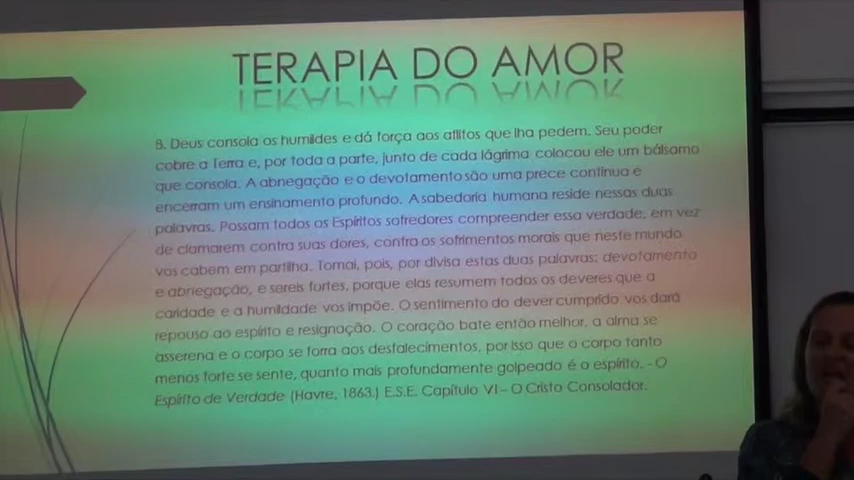 TERAPIA DO AMOR
8. Deus consola os humildes e dá força aos aflitos que lha pedem. Seu poder
cobre a Terra e, por toda a parte, junto de cada lágrima colocou ele um bálsamo
que consola. A abnegação e o devotamento são uma prece contínua e
encerram um ensinamento profundo. A sabedoria humana reside nessas duas
palavras. Possam todos os Espíritos sofredores compreender essa verdade, em vez
de clamarem contra suas dores, contra os sofrimentos morais que neste mundo
vos cabem em partilha. Tomai, pois, por divisa estas duas palavras: devotamento
e abnegação, e sereis fortes, porque elas resumem todos os deveres que a
caridade e a humildade vos impõe. O sentimento do dever cumprido vos dará
repouso ao espírito e resignação. O coração bate então melhor, a alma se
asserena e o corpo se forra aos desfalecimentos, por isso que o corpo tanto
menos forte se sente, quanto mais profundamente golpeado é o espírito. - O
Espírito de Verdade (Havre, 1863.) E.S.E. Capítulo VI – O Cristo Consolador.